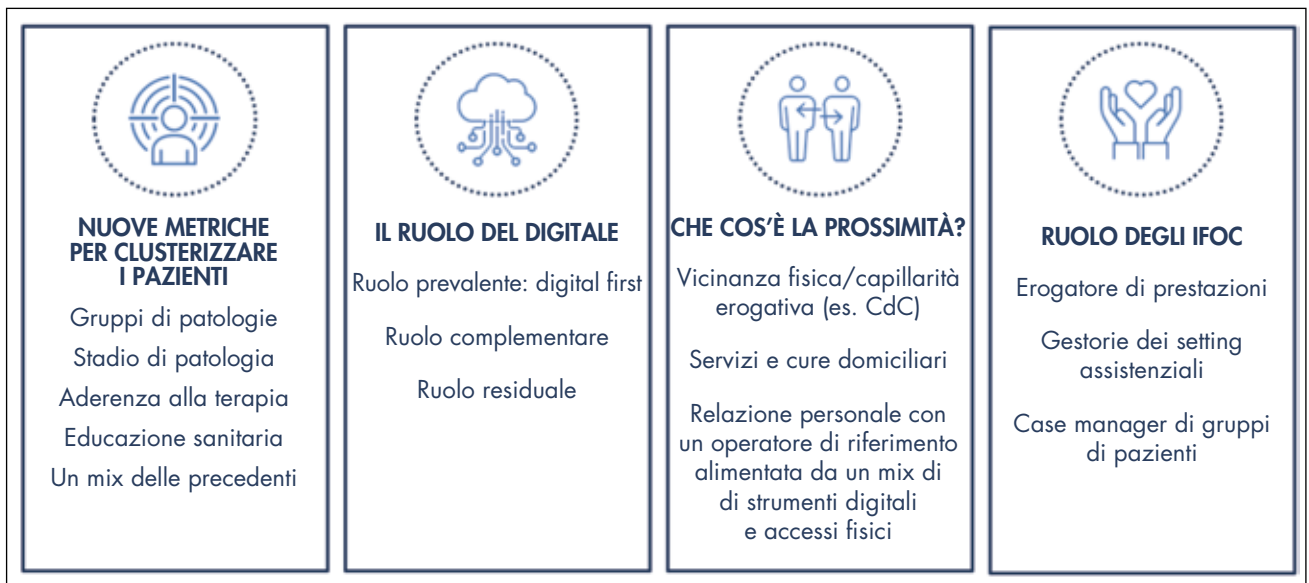 NUOVE METRICHE
PER CLUSTERIZZARE
I PAZIENTI
Gruppi di patologie
Stadio di patologia
Aderenza alla terapia
Educazione sanitaria
Un mix delle precedenti
IL RUOLO DEL DIGITALE
Ruolo prevalente: digital first
Ruolo complementare
Ruolo residuale
CHE COS’È LA PROSSIMITÀ?
Vicinanza fisica/capillarità
erogativa (es. CdC)
Servizi e cure domiciliari
Relazione personale con
un operatore di riferimento
alimentata da un mix di
di strumenti digitali
e accessi fisici
RUOLO DEGLI IFOC
Erogatore di prestazioni
Gestorie dei setting
assistenziali
Case manager di gruppi
di pazienti